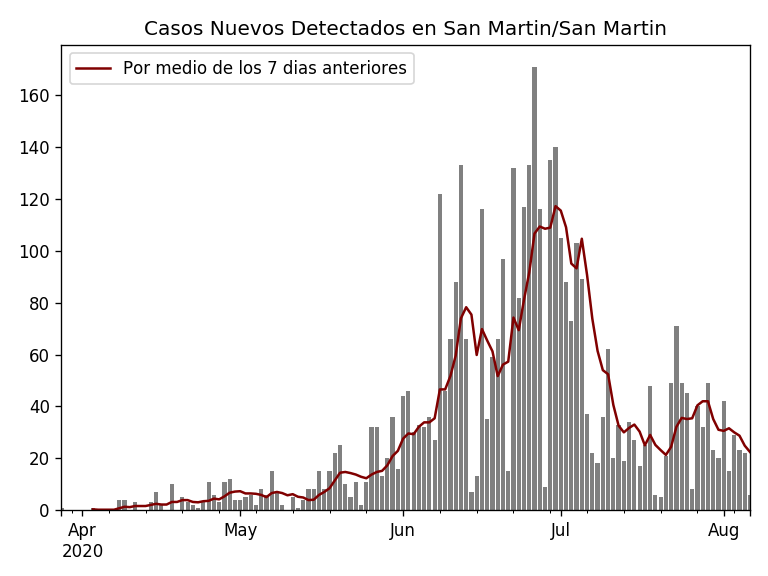 Casos Nuevos Detectados en San Martin/San Martin
Por medio de los 7 dias anteriores
160
140
120
100
80
60
40
20
0
Apr
2020
May
Jun
Jul
Aug